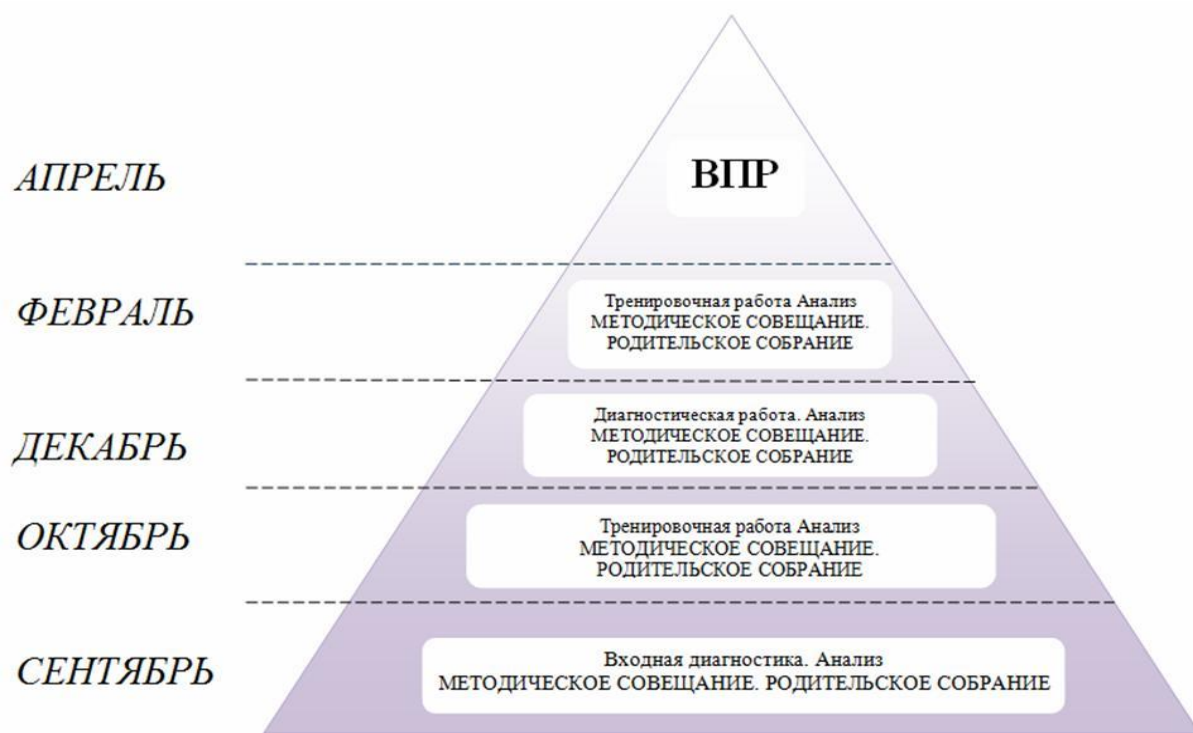 АПРЕЛЬ
ВПР
ФЕВРАЛЬ
Тренировочная работа Анализ
МЕТОДИЧЕСКОЕ СОВЕЩАНИЕ.
РОДИТЕЛЬСКОЕ СОБРАНИЕ
ДЕКАБРЬ
Диагностическая работа. Анализ
МЕТОДИЧЕСКОЕ СОВЕЩАНИЕ.
РОДИТЕЛЬСКОЕ СОБРАНИЕ
ОКТЯБРЬ
Тренировочная работа Анализ
МЕТОДИЧЕСКОЕ СОВЕЩАНИЕ.
РОДИТЕЛЬСКОЕ СОБРАНИЕ
СЕНТЯБРЬ
Входная диагностика. Анализ
МЕТОДИЧЕСКОЕ СОВЕЩАНИЕ. РОДИТЕЛЬСКОЕ СОБРАНИЕ